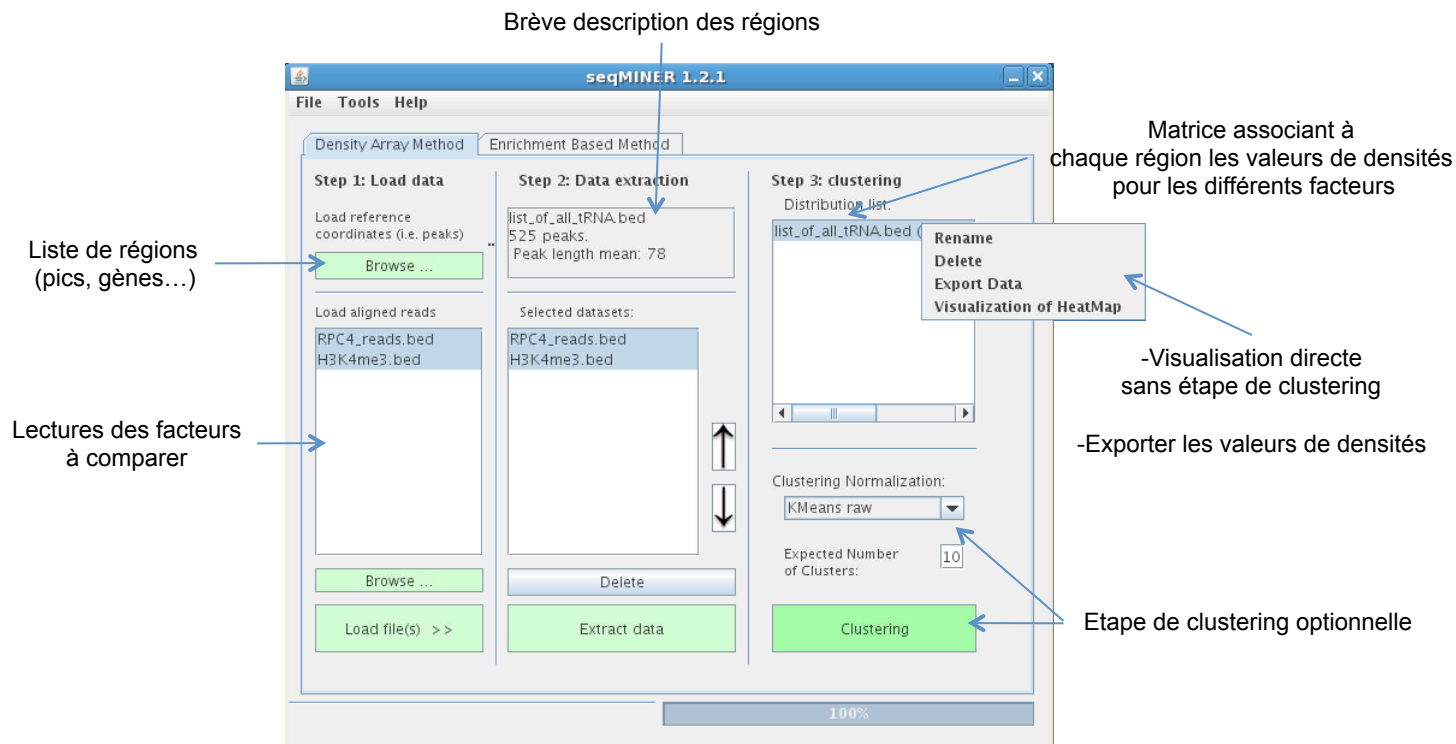 Brève description des régions
seqMINER 1.2.1
File Tools Help
Density Array Method
Enrichment Based Method
Step 1: Load data
Load reference
coordinates (i.e. peaks)
Browse ...
Load aligned reads
RPC4_reads.bed
H3K4me3.bed
Browse ...
Load file(s) >>
Step 2: Data extraction
list_of_all_tRNA.bed
525 peaks.
Peak length mean: 78
Selected datasets:
RPC4_reads.bed
H3K4me3.bed
Delete
Extract data
Step 3: clustering
Distribution list:
list_of_all_tRNA.bed (
Rename
Delete
Export Data
Visualization of HeatMap
Clustering Normalization:
KMeans raw
Expected Number
of Clusters:
10
Clustering
100%
Liste de régions
(pics, gènes…)
Lectures des facteurs
à comparer
Matrice associant à
chaque région les valeurs de densités
pour les différents facteurs
-Visualisation directe
sans étape de clustering
-Exporter les valeurs de densités
Etape de clustering optionnelle